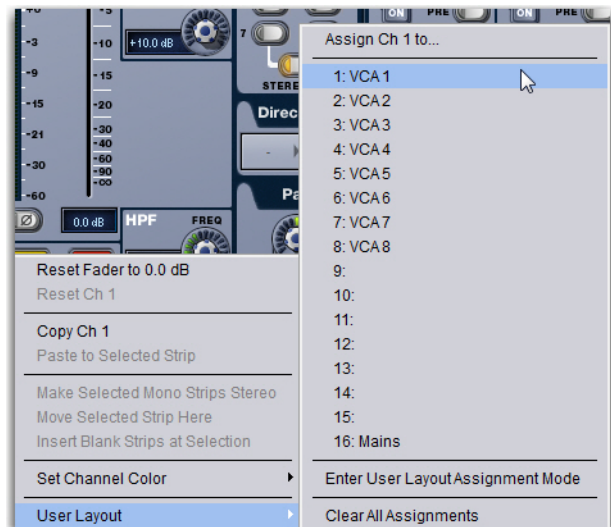 -3
-10
+10.0 dB
7
ON
PRE
ON
PRE
-9
-15
STERE
-15
-20
Direc
-21
-30
-40
-
-30
-60
-90
-∞
-60
Pa
Ø
0.0 dB
HPF
FREQ
Reset Fader to 0.0 dB
Reset Ch 1
Copy Ch 1
Paste to Selected Strip
Make Selected Mono Strips Stereo
Move Selected Strip Here
Insert Blank Strips at Selection
Set Channel Color
User Layout
Assign Ch 1 to...
1: VCA 1
2: VCA 2
3: VCA 3
4: VCA 4
5: VCA 5
6: VCA 6
7: VCA 7
8: VCA 8
9:
10:
11:
12:
13:
14:
15:
16: Mains
Enter User Layout Assignment Mode
Clear All Assignments